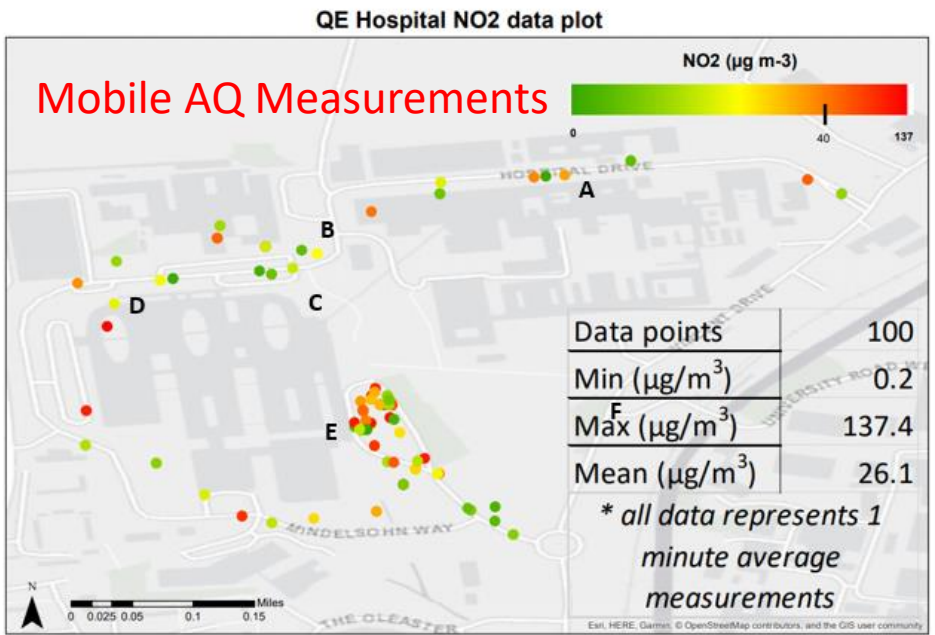 QE Hospital NO2 data plot
Mobile AQ Measurements
NO2 (µg m-3)
0
40
137
HOSPITAL DRIVE
A
B
C
D
E
F
Data points 100
Min (µg/m³) 0.2
Max (µg/m³) 137.4
Mean (µg/m³) 26.1
* all data represents 1
minute average
measurements
UNIVERSITY ROAD W
MINDELSOHN WAY
THE OLEASTER
N
0 0.025 0.05 0.1 0.15 Miles
Esri, HERE, Garmin, © OpenStreetMap contributors, and the GIS user community